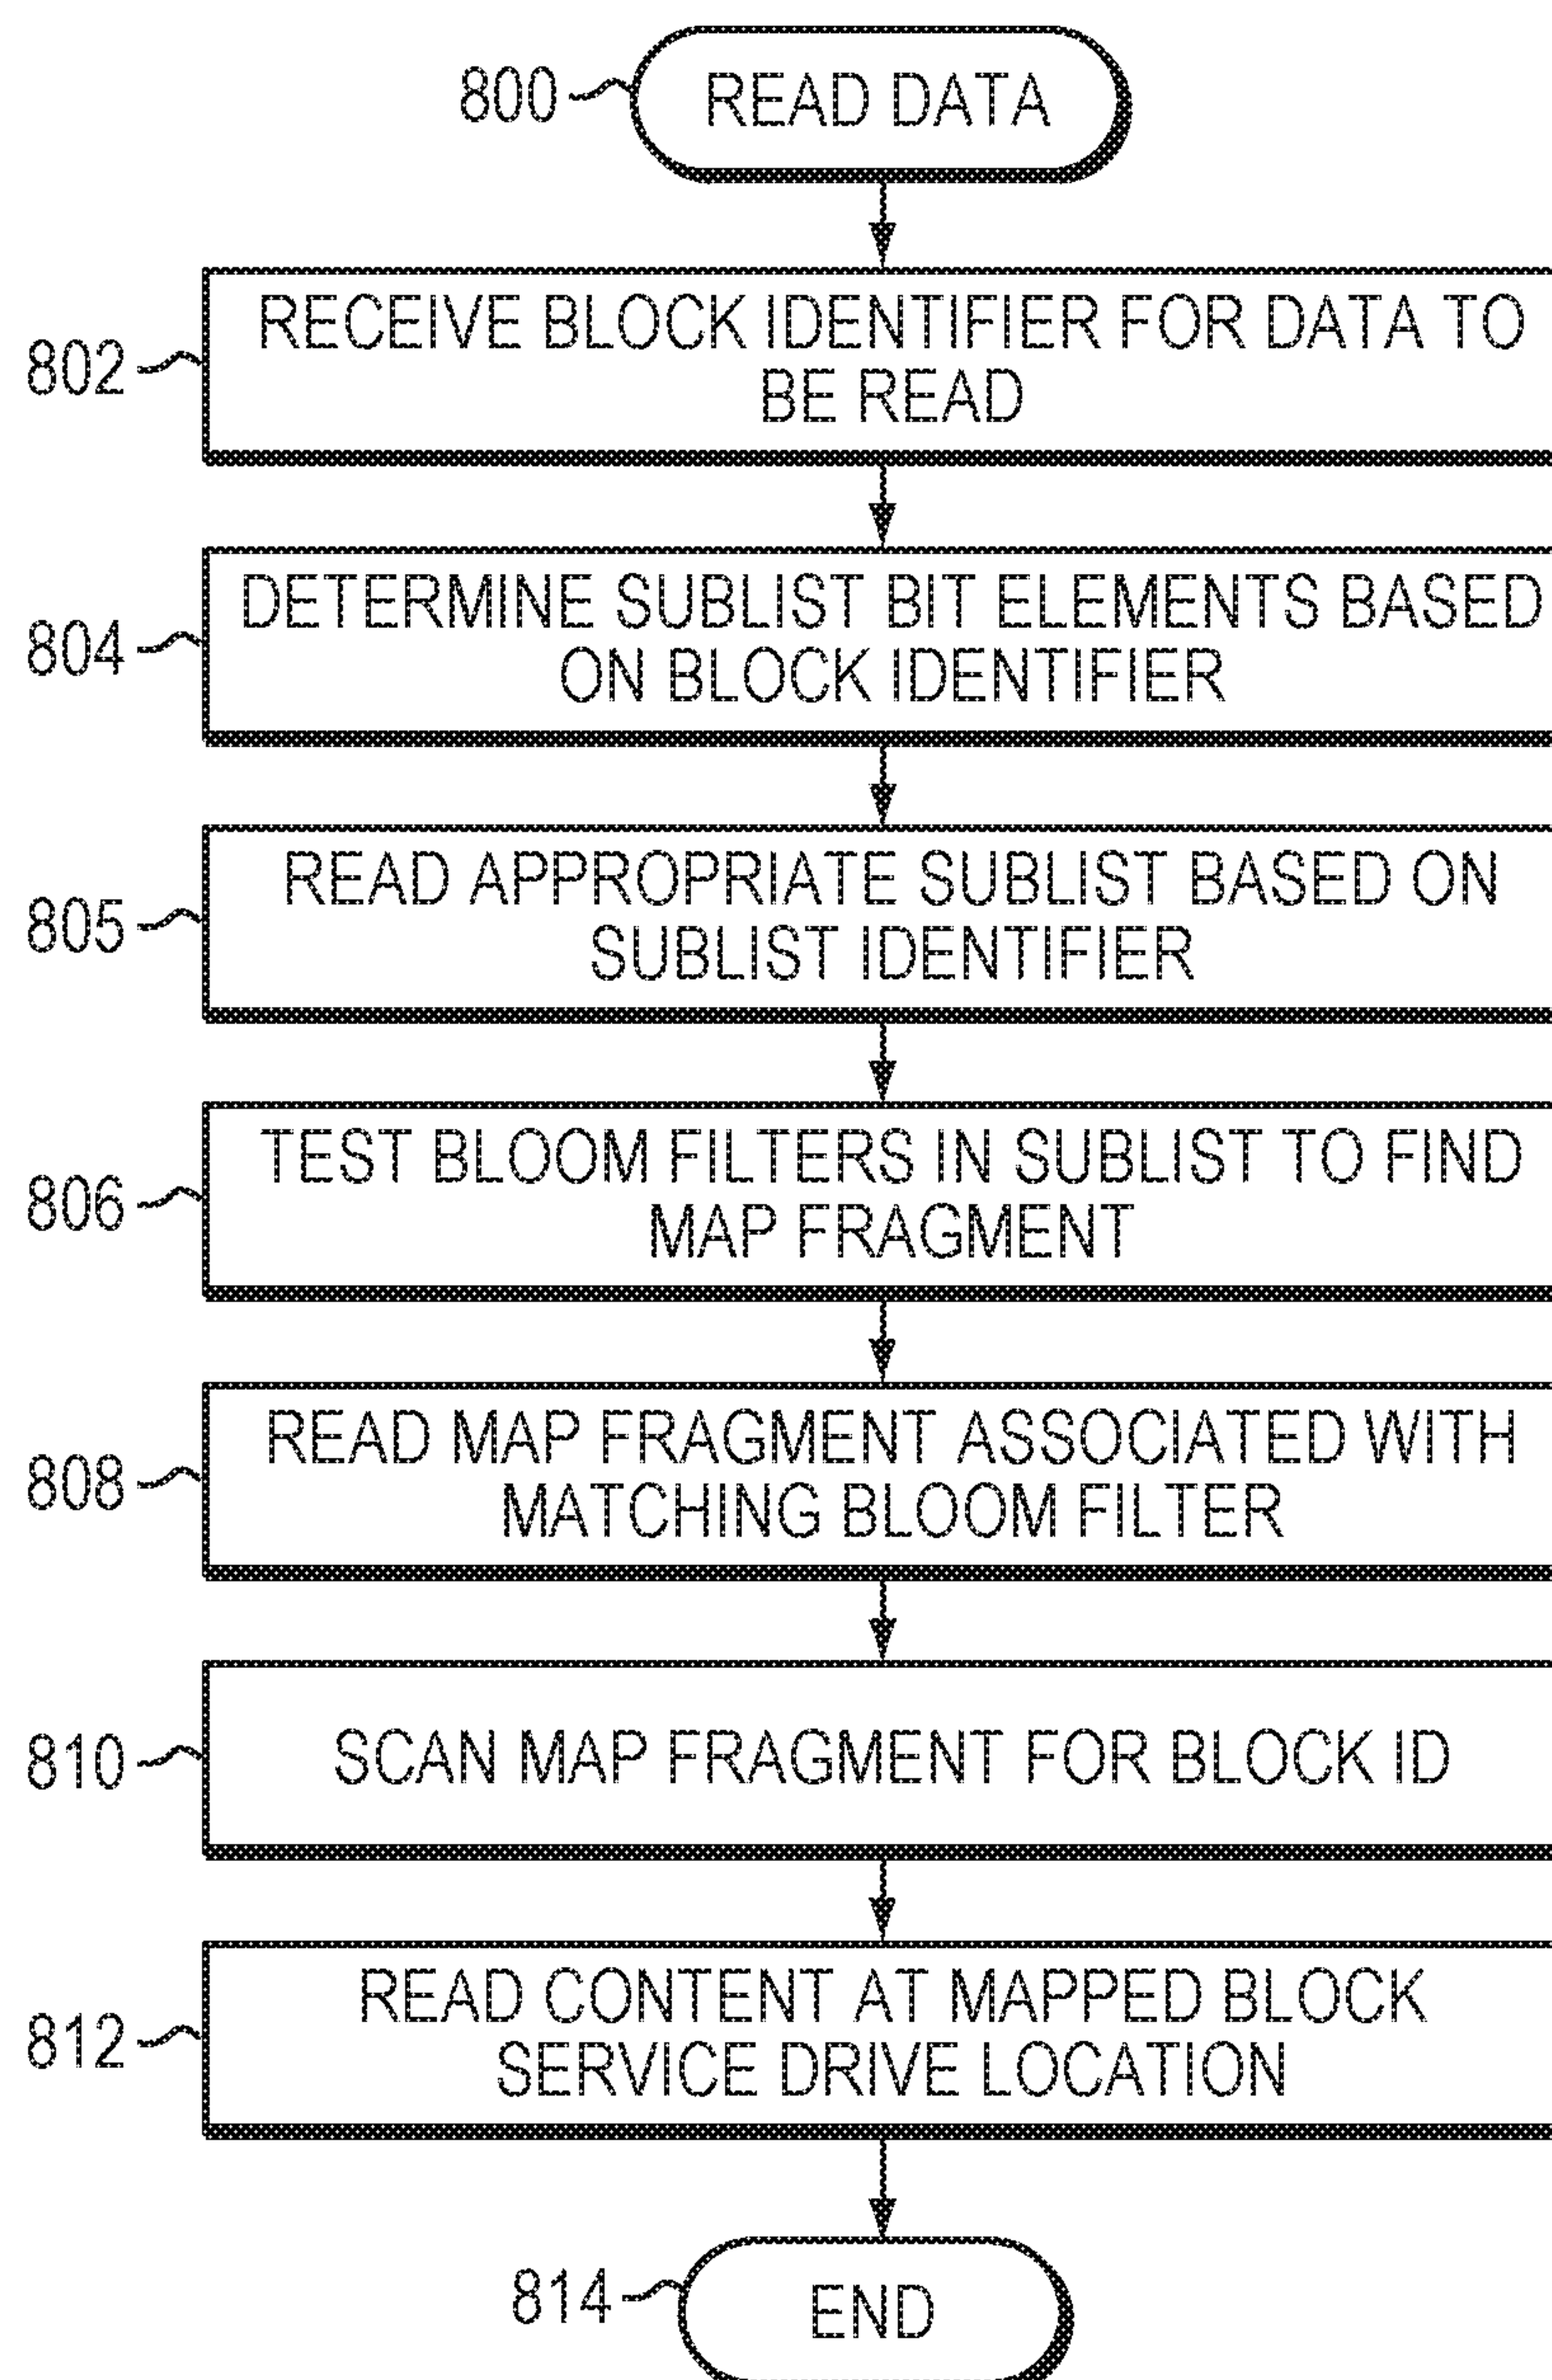 800
READ DATA
802
RECEIVE BLOCK IDENTIFIER FOR DATA TO
BE READ
804
DETERMINE SUBLIST BIT ELEMENTS BASED
ON BLOCK IDENTIFIER
805
READ APPROPRIATE SUBLIST BASED ON
SUBLIST IDENTIFIER
806
TEST BLOOM FILTERS IN SUBLIST TO FIND
MAP FRAGMENT
808
READ MAP FRAGMENT ASSOCIATED WITH
MATCHING BLOOM FILTER
810
SCAN MAP FRAGMENT FOR BLOCK ID
812
READ CONTENT AT MAPPED BLOCK
SERVICE DRIVE LOCATION
814
END